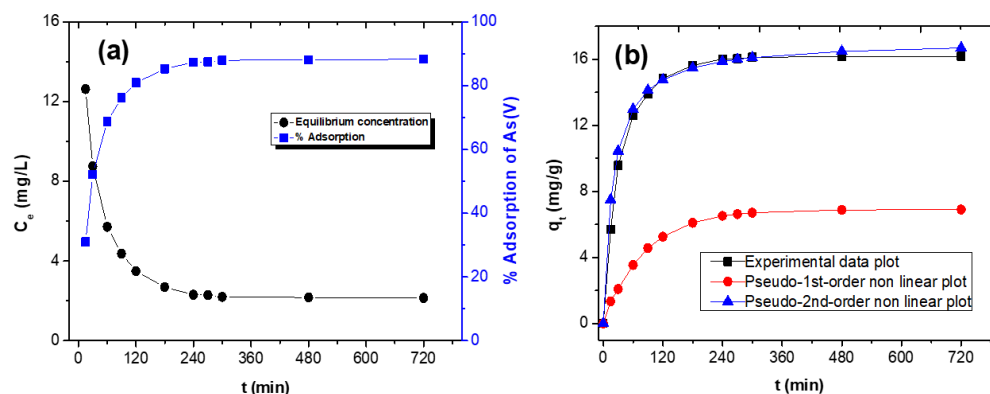 (a)
16
12
8
4
0
C_e (mg/L)
Equilibrium concentration
% Adsorption
100
80
60
40
20
0
% Adsorption of As(V)
0 120 240 360 480 600 720
t (min)
(b)
16
12
8
4
0
q_t (mg/g)
Experimental data plot
Pseudo-1st-order non linear plot
Pseudo-2nd-order non linear plot
0 120 240 360 480 600 720
t (min)